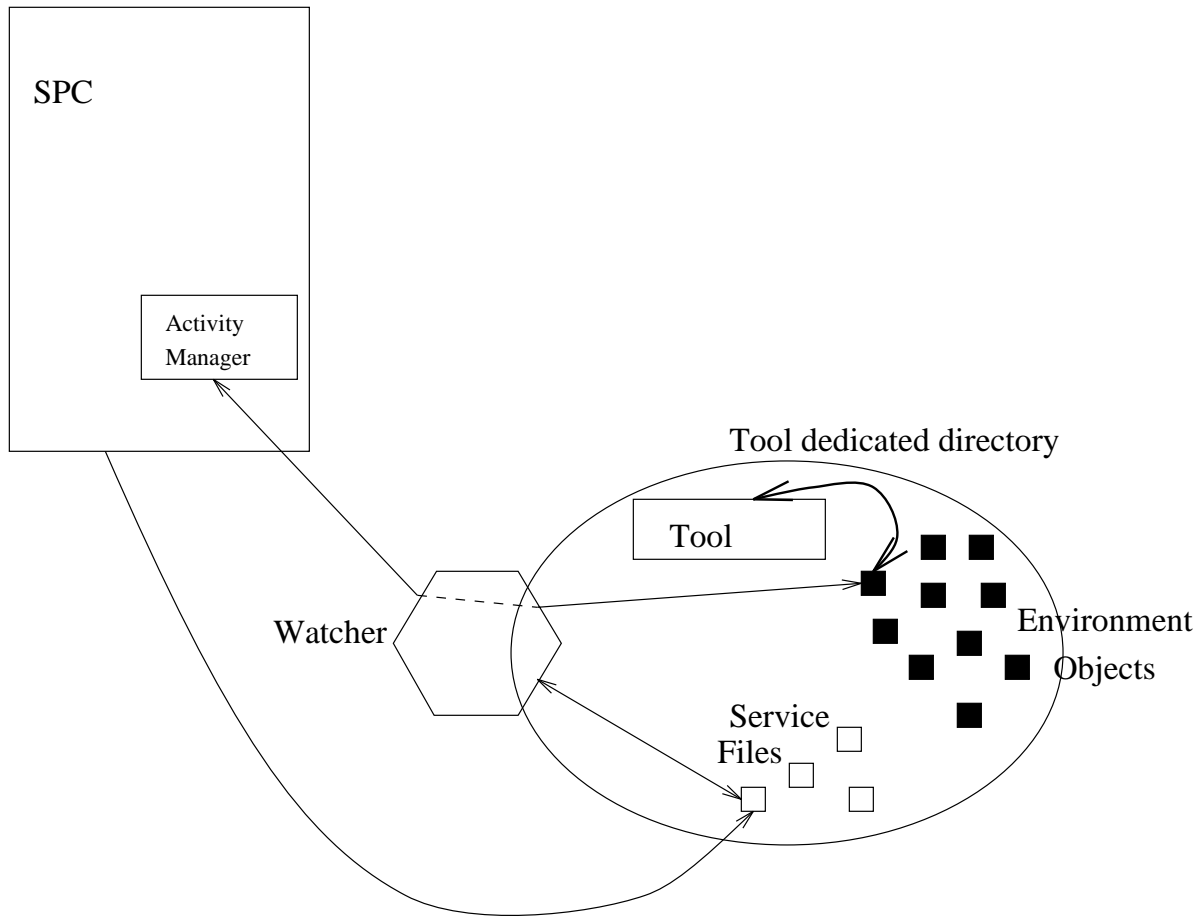 SPC
Activity
Manager
Tool dedicated directory
Tool
Watcher
Environment
Objects
Service
Files